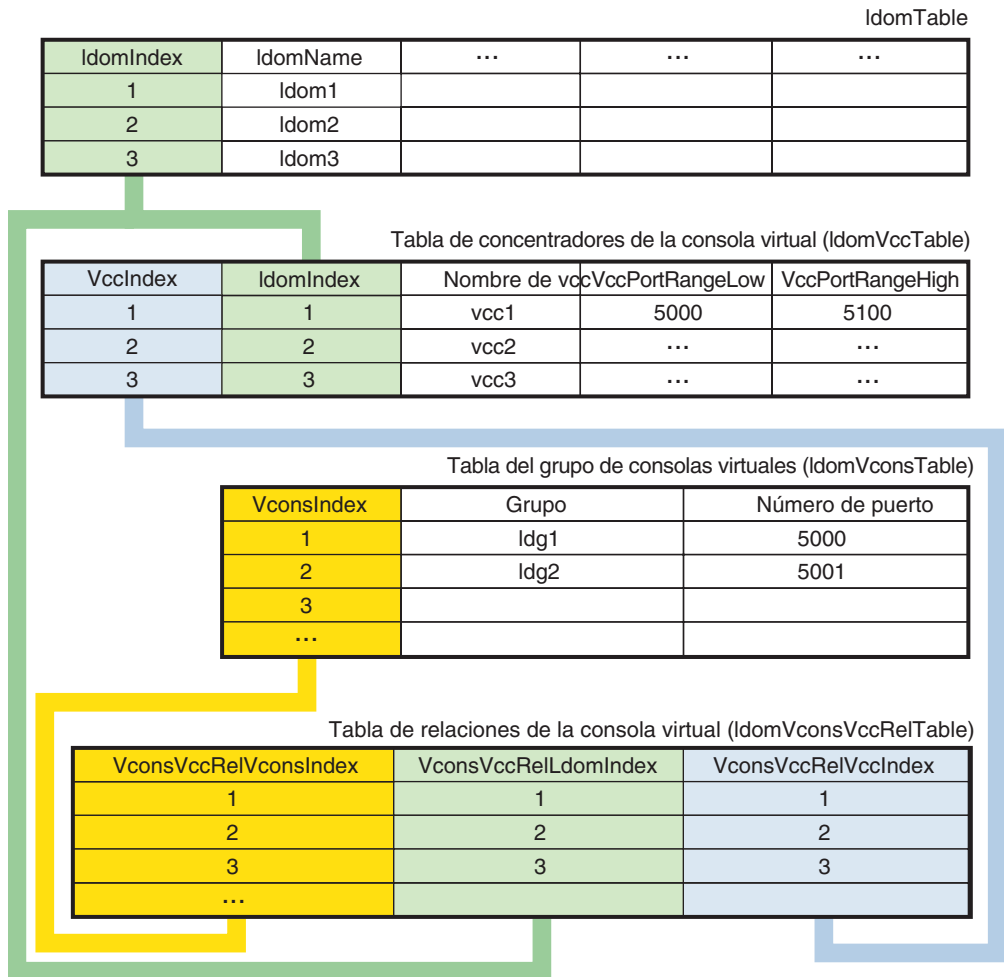 ldomTable
ldomIndex ldomName ... ... ...
1 ldom1
2 ldom2
3 ldom3
Tabla de concentradores de la consola virtual (ldomVccTable)
VccIndex ldomIndex Nombre de vccVccPortRangeLow VccPortRangeHigh
1 1 vcc1 5000 5100
2 2 vcc2 ... ...
3 3 vcc3 ... ...
Tabla del grupo de consolas virtuales (ldomVconsTable)
VconsIndex Grupo Número de puerto
1 ldg1 5000
2 ldg2 5001
3
...
Tabla de relaciones de la consola virtual (ldomVconsVccRelTable)
VconsVccRelVconsIndex VconsVccRelLdomIndex VconsVccRelVccIndex
1 1 1
2 2 2
3 3 3
...